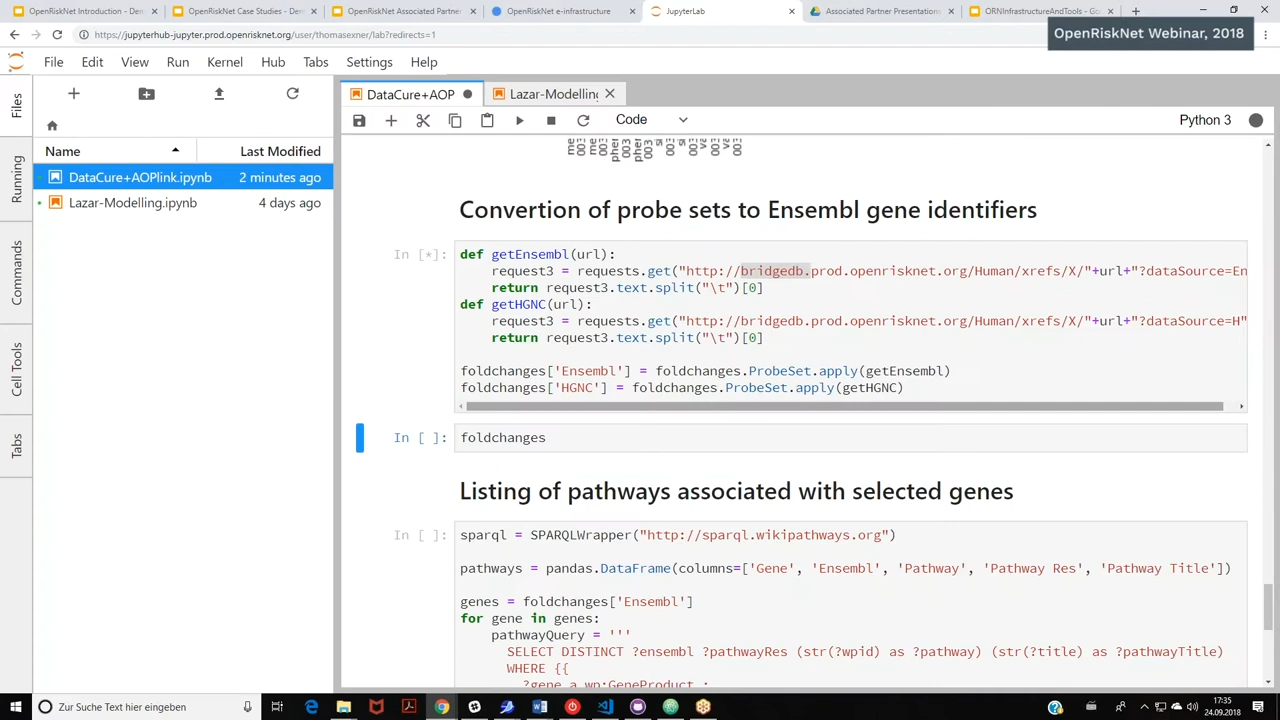 OpenRiskNet Introduction - Dem
OpenRiskNet Case Studies - Dem
OpenRiskNet Associated Partner
OpenRiskNet e-infrastructure
JupyterLab
Associated Partner Presentations
ORNInfrastructureAndTools - Go
https://jupyterhub-jupyter.prod.openrisknet.org/user/thomasexner/lab?redirects=1
OpenRiskNet Webinar, 2018
File Edit View Run Kernel Hub Tabs Settings Help
Files
Running
Commands
Cell Tools
Tabs
Name Last Modified
DataCure+AOPlink.ipynb 2 minutes ago
Lazar-Modelling.ipynb 4 days ago
DataCure+AOP
Lazar-Modelling
Code
Python 3
Convertion of probe sets to Ensembl gene identifiers
In [*]:
def getEnsembl(url):
request3 = requests.get("http://bridgedb.prod.openrisknet.org/Human/xrefs/X/"+url+"?dataSource=En
return request3.text.split("\t")[0]
def getHGNC(url):
request3 = requests.get("http://bridgedb.prod.openrisknet.org/Human/xrefs/X/"+url+"?dataSource=H"
return request3.text.split("\t")[0]
foldchanges['Ensembl'] = foldchanges.ProbeSet.apply(getEnsembl)
foldchanges['HGNC'] = foldchanges.ProbeSet.apply(getHGNC)
In [ ]: foldchanges
Listing of pathways associated with selected genes
In [ ]:
sparql = SPARQLWrapper("http://sparql.wikipathways.org")
pathways = pandas.DataFrame(columns=['Gene', 'Ensembl', 'Pathway', 'Pathway Res', 'Pathway Title'])
genes = foldchanges['Ensembl']
for gene in genes:
pathwayQuery = '''
SELECT DISTINCT ?ensembl ?pathwayRes (str(?wpid) as ?pathway) (str(?title) as ?pathwayTitle)
WHERE {{
?gene a wp:GeneProduct .
Zur Suche Text hier eingeben
17:35
24.09.2018